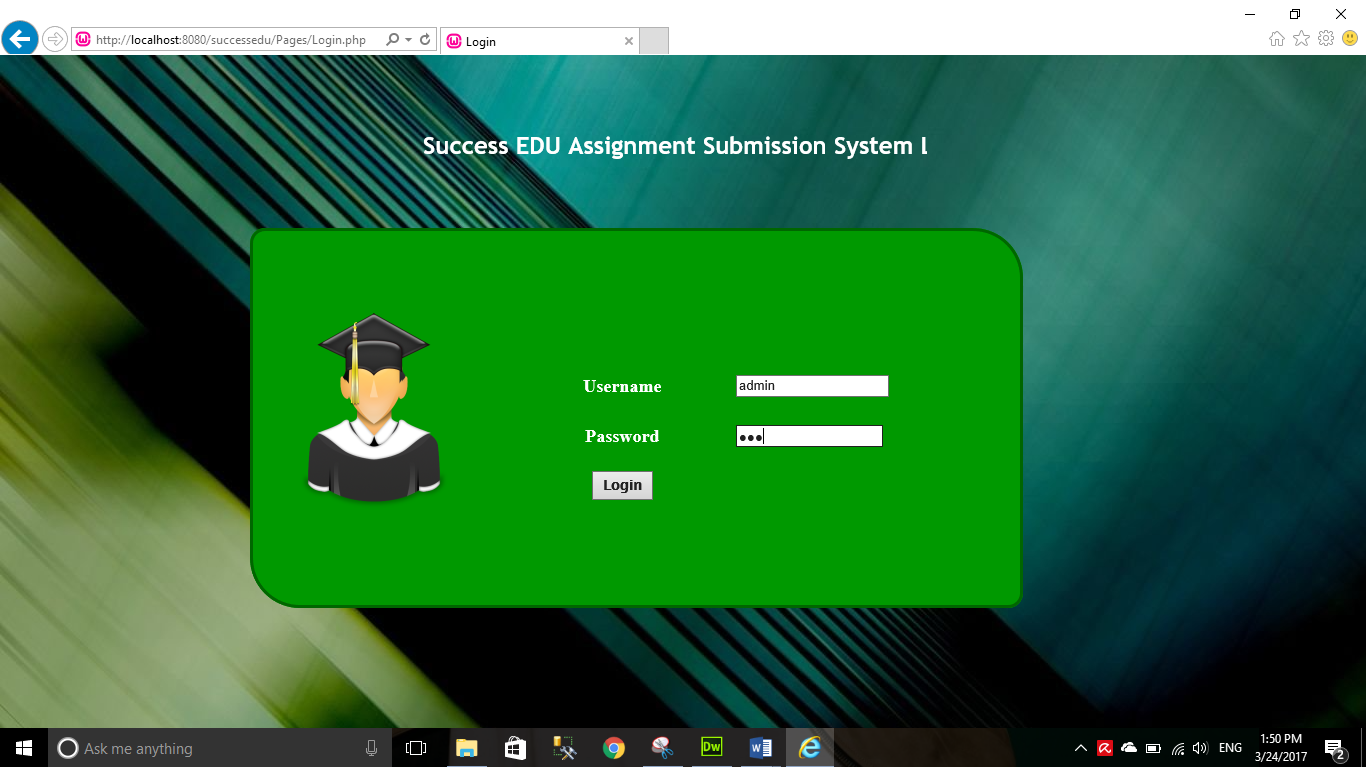 http://localhost:8080/successedu/Pages/Login.php
Login
Success EDU Assignment Submission System l
Username
admin
Password
●●●
Login
Ask me anything
Dw
ENG
1:50 PM
3/24/2017
2